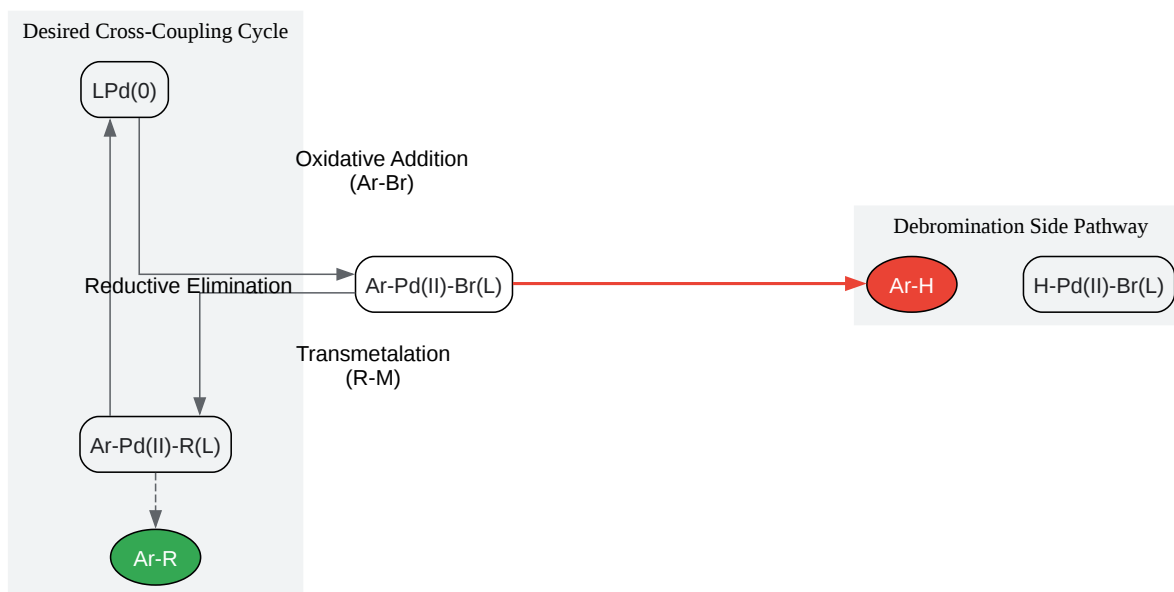 Desired Cross-Coupling Cycle
LPd(0)
Oxidative Addition
(Ar-Br)
Debromination Side Pathway
Reductive Elimination
Ar-Pd(II)-Br(L)
Ar-H
H-Pd(II)-Br(L)
Transmetalation
(R-M)
Ar-Pd(II)-R(L)
Ar-R